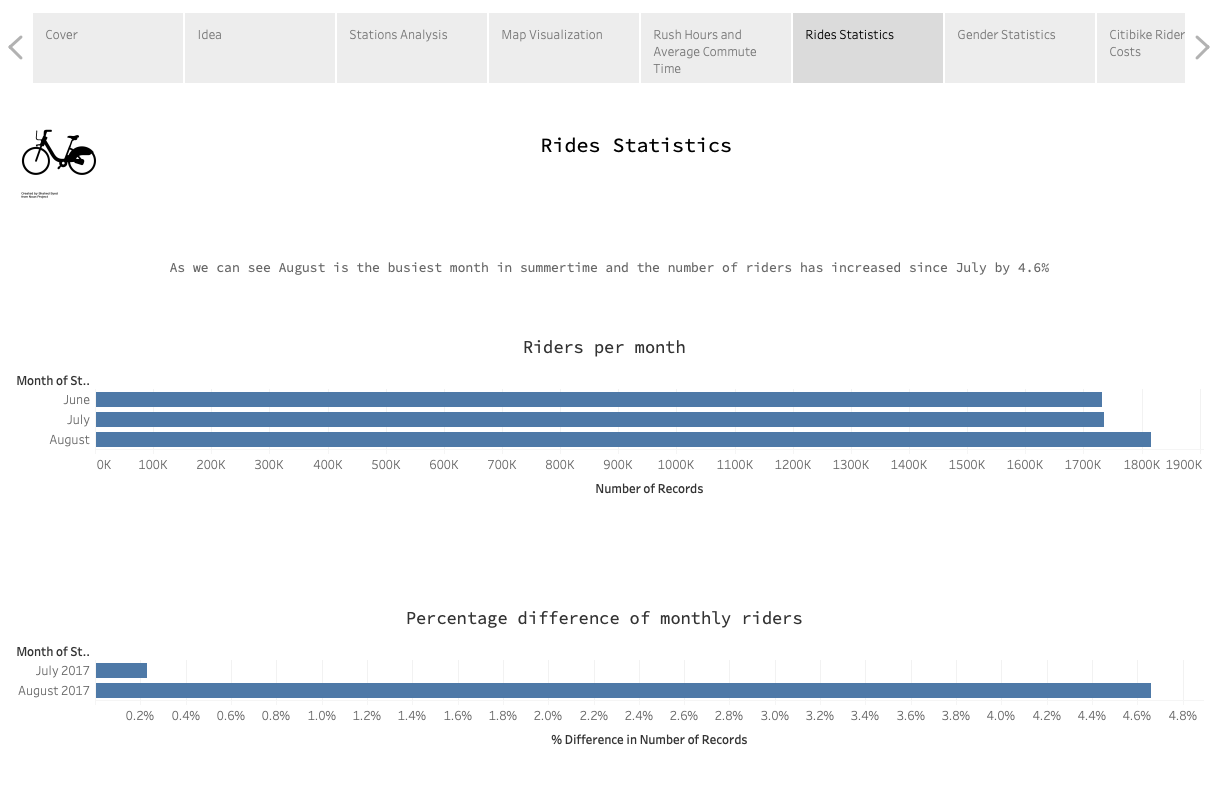 Cover
Idea
Stations Analysis
Map Visualization
Rush Hours and
Average Commute
Time
Rides Statistics
Gender Statistics
Citibike Rider
Costs
Rides Statistics
Created by Shaked Sand
from Noun Project
As we can see August is the busiest month in summertime and the number of riders has increased since July by 4.6%
Riders per month
Month of St..
June
July
August
0K 100K 200K 300K 400K 500K 600K 700K 800K 900K 1000K 1100K 1200K 1300K 1400K 1500K 1600K 1700K 1800K 1900K
Number of Records
Percentage difference of monthly riders
Month of St..
July 2017
August 2017
0.2% 0.4% 0.6% 0.8% 1.0% 1.2% 1.4% 1.6% 1.8% 2.0% 2.2% 2.4% 2.6% 2.8% 3.0% 3.2% 3.4% 3.6% 3.8% 4.0% 4.2% 4.4% 4.6% 4.8%
% Difference in Number of Records